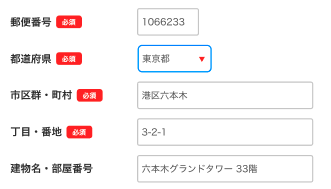 郵便番号 必須 1066233
都道府県 必須 東京都 ▼
市区群・町村 必須 港区六本木
丁目・番地 必須 3-2-1
建物名・部屋番号 六本木グランドタワー 33階